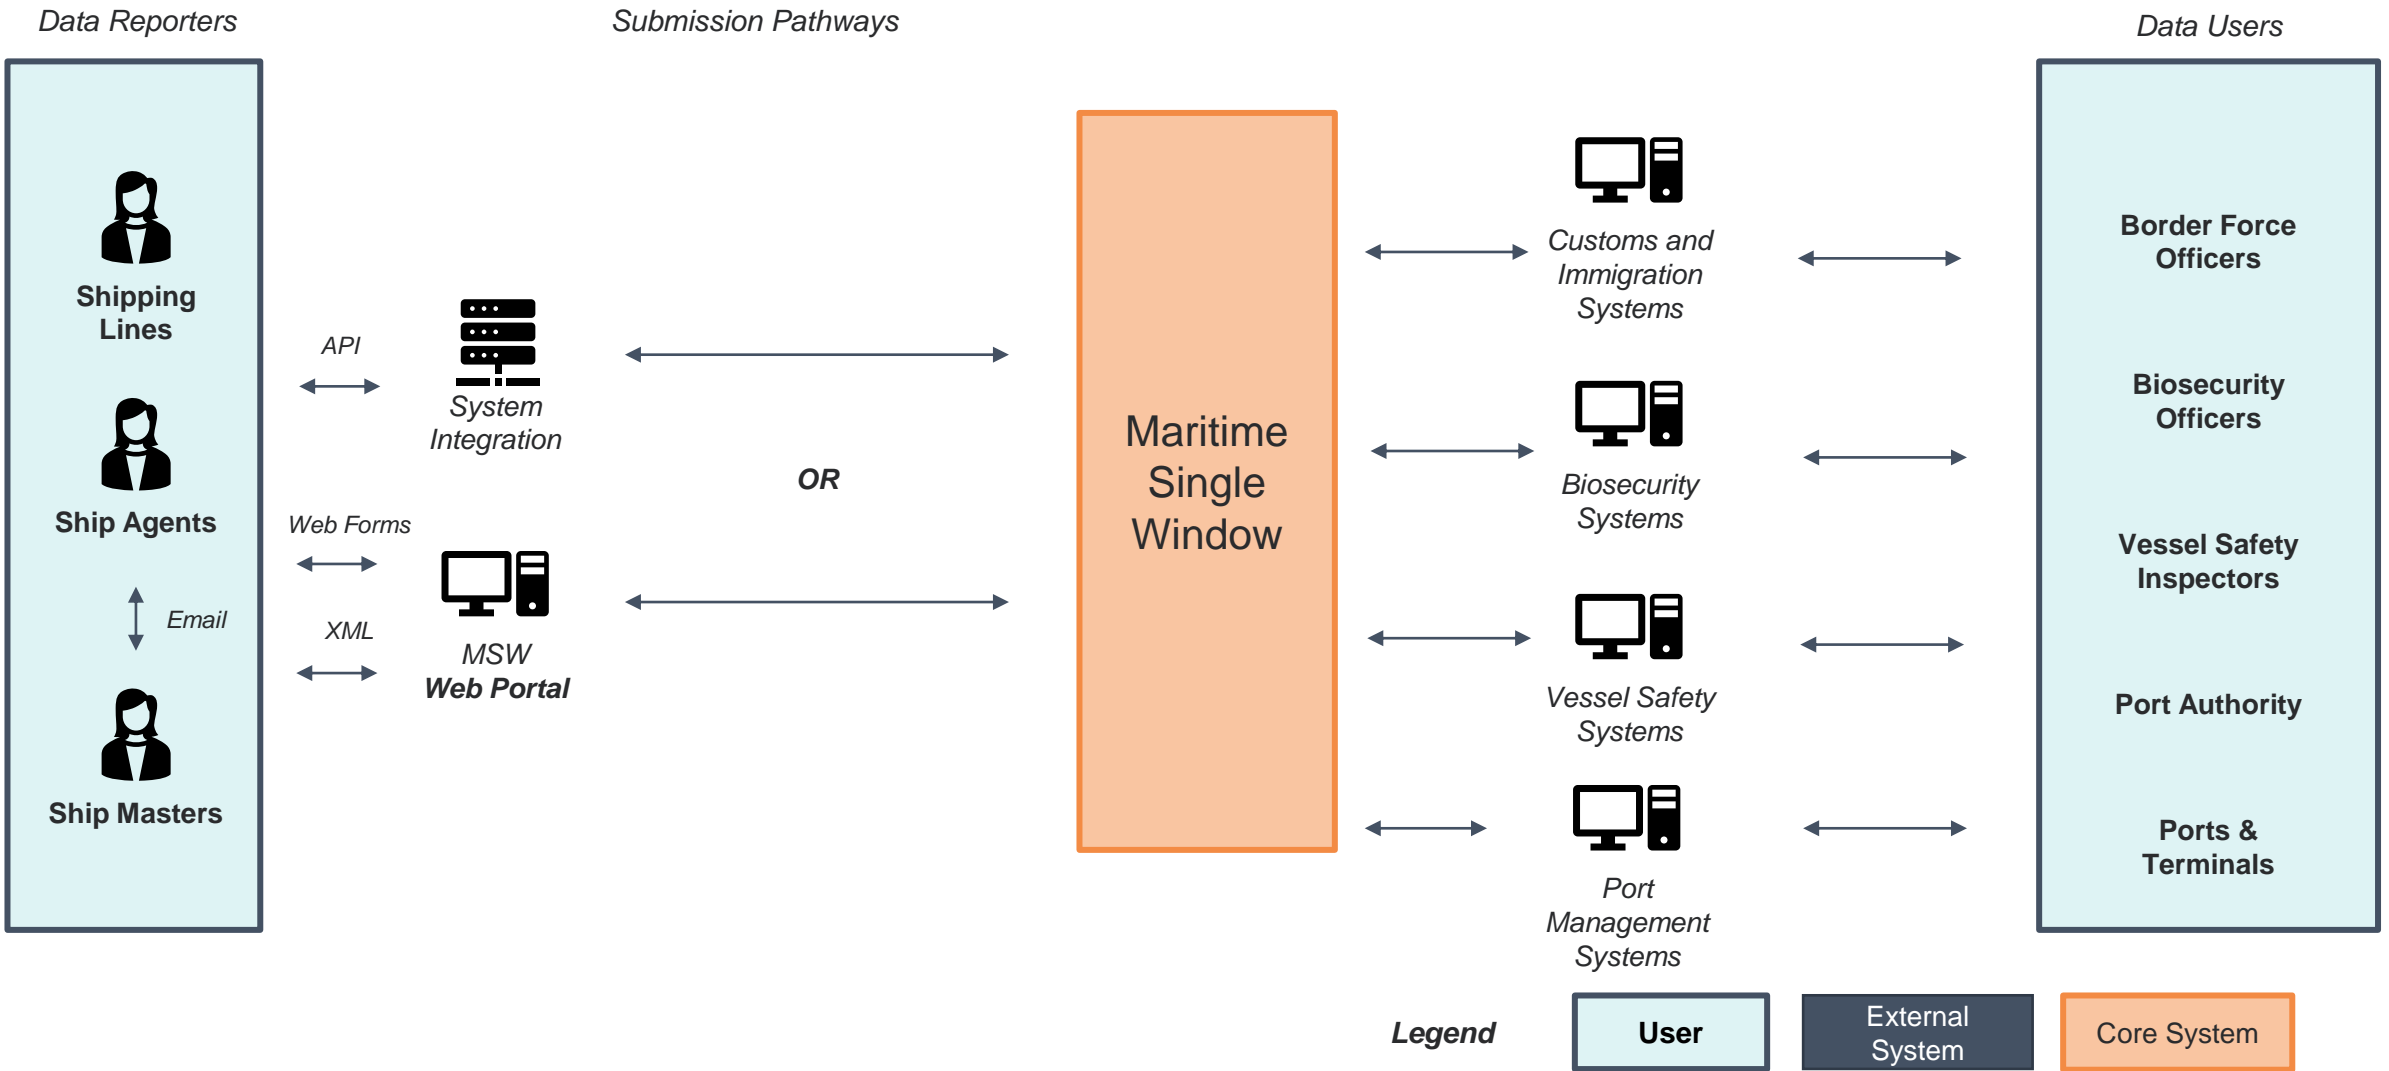 Data Reporters
Submission Pathways
Data Users
Shipping
Lines
Ship Agents
Email
Ship Masters
API
System
Integration
Web Forms
XML
MSW
Web Portal
OR
Maritime
Single
Window
Customs and
Immigration
Systems
Biosecurity
Systems
Vessel Safety
Systems
Port
Management
Systems
Border Force
Officers
Biosecurity
Officers
Vessel Safety
Inspectors
Port Authority
Ports &
Terminals
Legend
User
External
System
Core System